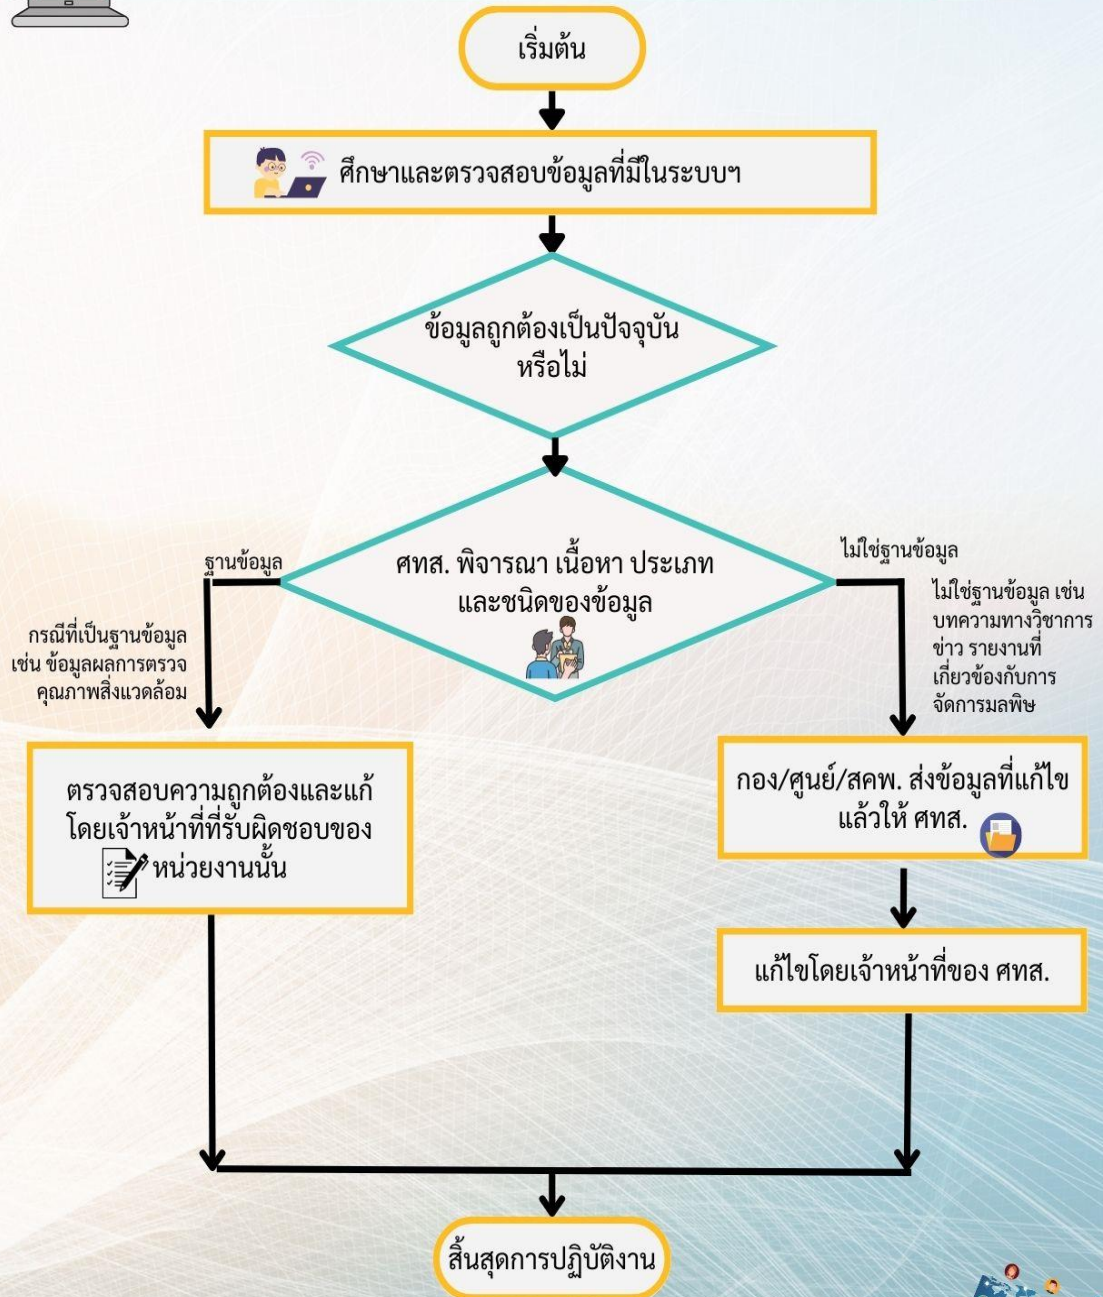 เริ่มต้น
ศึกษาและตรวจสอบข้อมูลที่มีในระบบฯ
ข้อมูลถูกต้องเป็นปัจจุบัน
หรือไม่
ศทส. พิจารณา เนื้อหา ประเภท
และชนิดของข้อมูล
ฐานข้อมูล
กรณีที่เป็นฐานข้อมูล
เช่น ข้อมูลผลการตรวจ
คุณภาพสิ่งแวดล้อม
ไม่ใช่ฐานข้อมูล
ไม่ใช่ฐานข้อมูล เช่น
บทความทางวิชาการ
ข่าว รายงานที่
เกี่ยวข้องกับการ
จัดการมลพิษ
ตรวจสอบความถูกต้องและแก้
โดยเจ้าหน้าที่ที่รับผิดชอบของ
หน่วยงานนั้น
กอง/ศูนย์/สคพ. ส่งข้อมูลที่แก้ไข
แล้วให้ ศทส.
แก้ไขโดยเจ้าหน้าที่ของ ศทส.
สิ้นสุดการปฏิบัติงาน